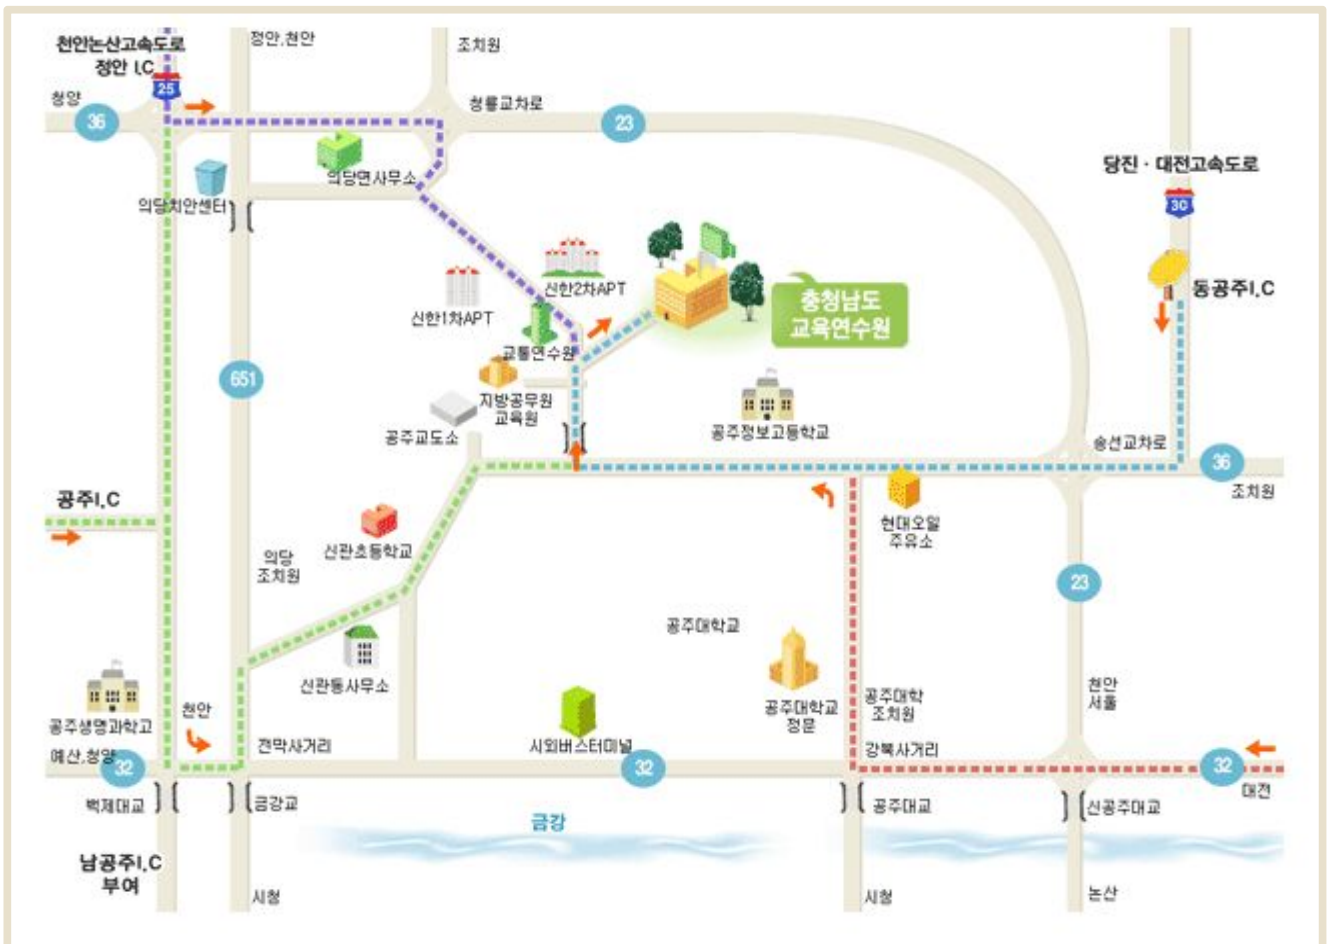 천안논산고속도로
정안 I.C
25
정안,천안
조치원
청양
36
청룡교차로
23
의당면사무소
의당치안센터
당진 · 대전고속도로
30
동공주I.C
신한2차APT
신한1차APT
충청남도
교육연수원
교통연수원
651
지방공무원
교육원
공주교도소
공주정보고등학교
송선교차로
36
조치원
공주I.C
현대오일
주유소
신관초등학교
의당
조치원
23
공주대학교
신관동사무소
공주생명과학고
천안
공주대학교
정문
공주대학
조치원
천안
서울
전막사거리
시외버스터미널
강북사거리
예산,청양
32
32
32
대전
백제대교
금강교
금강
공주대교
신공주대교
남공주I.C
부여
시청
시청
논산